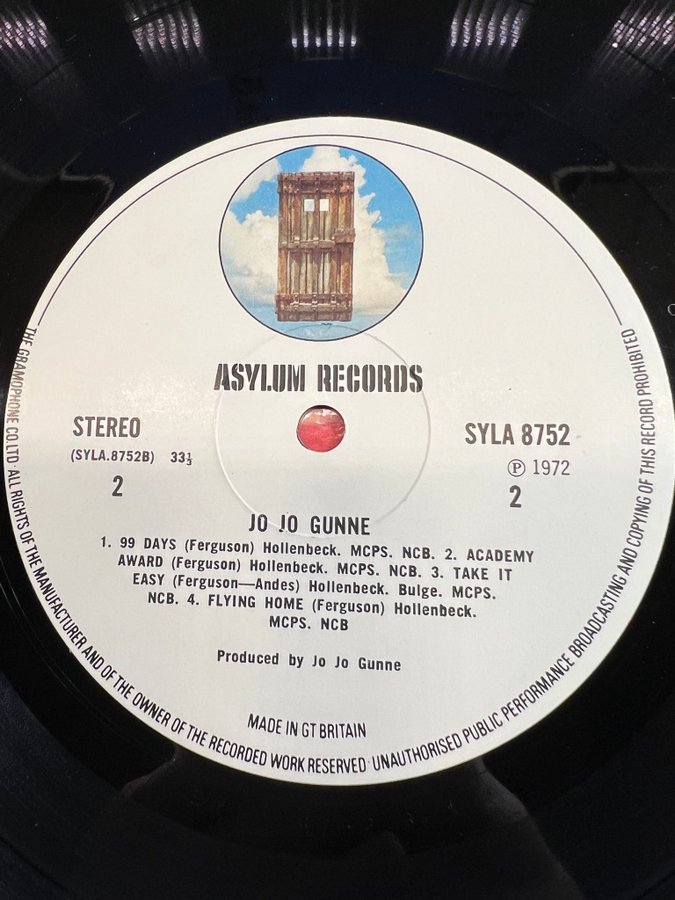 ASYLUM RECORDS
STEREO
SYLA 8752
(SYLA.8752B) 33⅓
Ⓟ 1972
2
2
JO JO GUNNE
1. 99 DAYS (Ferguson) Hollenbeck. MCPS. NCB. 2. ACADEMY
AWARD (Ferguson) Hollenbeck. MCPS. NCB. 3. TAKE IT
EASY (Ferguson—Andes) Hollenbeck. Bulge. MCPS.
NCB. 4. FLYING HOME (Ferguson) Hollenbeck.
MCPS. NCB
Produced by Jo Jo Gunne
MADE IN GT BRITAIN
THE GRAMOPHONE CO. LTD ALL RIGHTS OF THE MANUFACTURER AND OF THE OWNER OF THE RECORDED WORK RESERVED UNAUTHORISED PUBLIC PERFORMANCE BROADCASTING AND COPYING OF THIS RECORD PROHIBITED